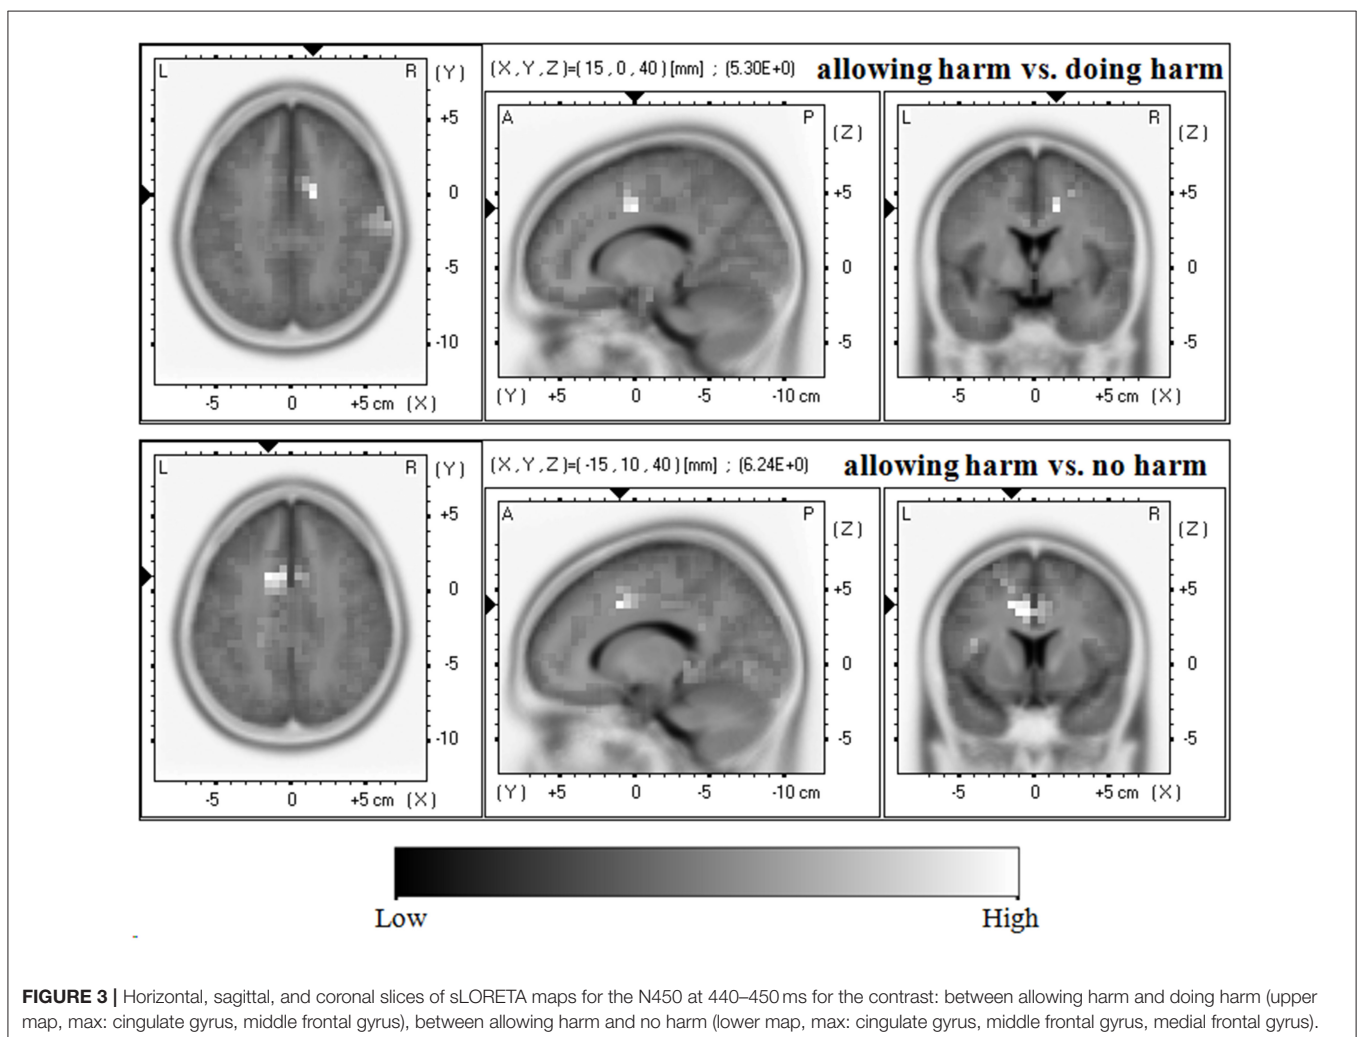 L R (Y) (X,Y,Z)=(15,0,40)[mm] ; (5.30E+0) allowing harm vs. doing harm
A P (Z) L R (Z)
+5
0
-5
-10
+5
0
-5
+5
0
-5
-5 0 +5 cm (X)
(Y) +5 0 -5 -10 cm
-5 0 +5 cm (X)
L R (Y) (X,Y,Z)=(-15,10,40)[mm] ; (6.24E+0) allowing harm vs. no harm
A P (Z) L R (Z)
+5
0
-5
-10
+5
0
-5
+5
0
-5
-5 0 +5 cm (X)
(Y) +5 0 -5 -10 cm
-5 0 +5 cm (X)
Low High
FIGURE 3 | Horizontal, sagittal, and coronal slices of sLORETA maps for the N450 at 440–450 ms for the contrast: between allowing harm and doing harm (upper
map, max: cingulate gyrus, middle frontal gyrus), between allowing harm and no harm (lower map, max: cingulate gyrus, middle frontal gyrus, medial frontal gyrus).